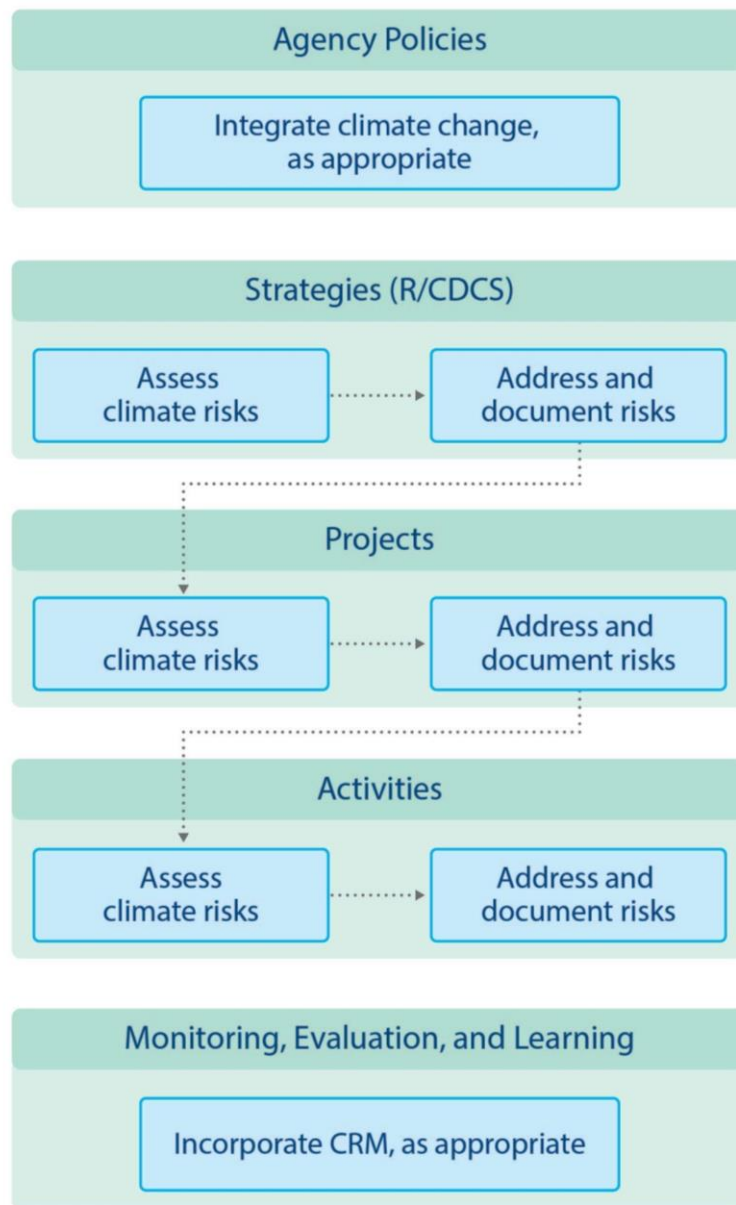 Agency Policies
Integrate climate change,
as appropriate
Strategies (R/CDCS)
Assess
climate risks
Address and
document risks
Projects
Assess
climate risks
Address and
document risks
Activities
Assess
climate risks
Address and
document risks
Monitoring, Evaluation, and Learning
Incorporate CRM, as appropriate